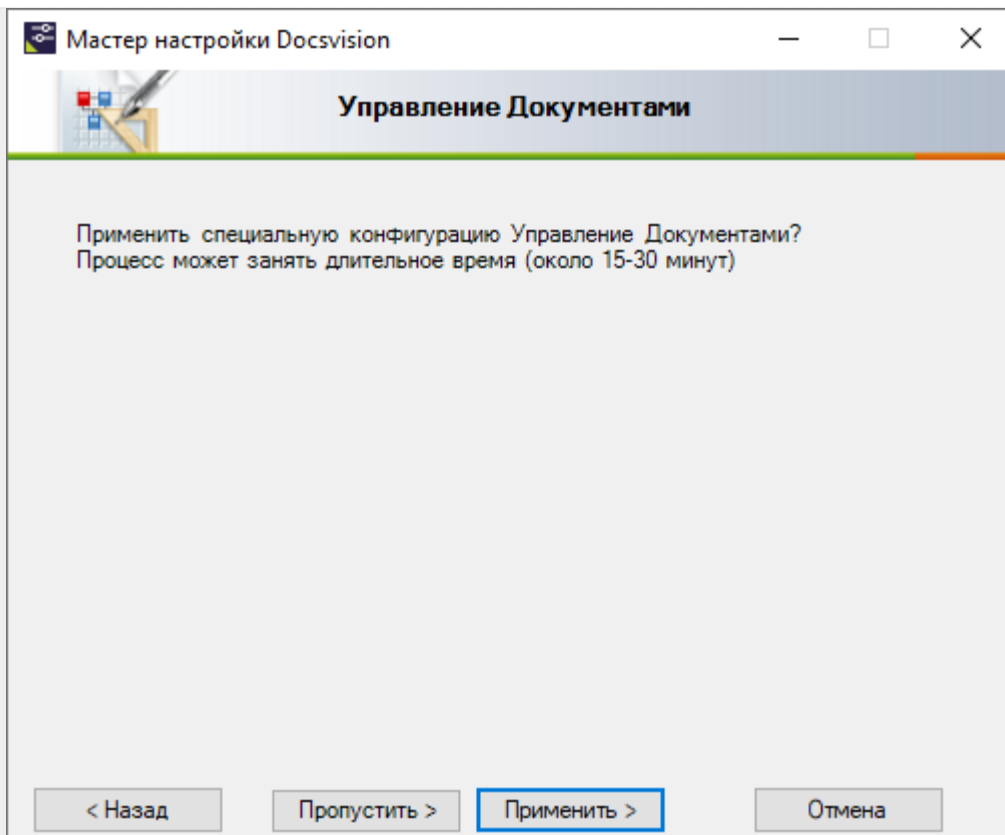 Мастер настройки Docsvision
Управление Документами
Применить специальную конфигурацию Управление Документами?
Процесс может занять длительное время (около 15-30 минут)
< Назад
Пропустить >
Применить >
Отмена